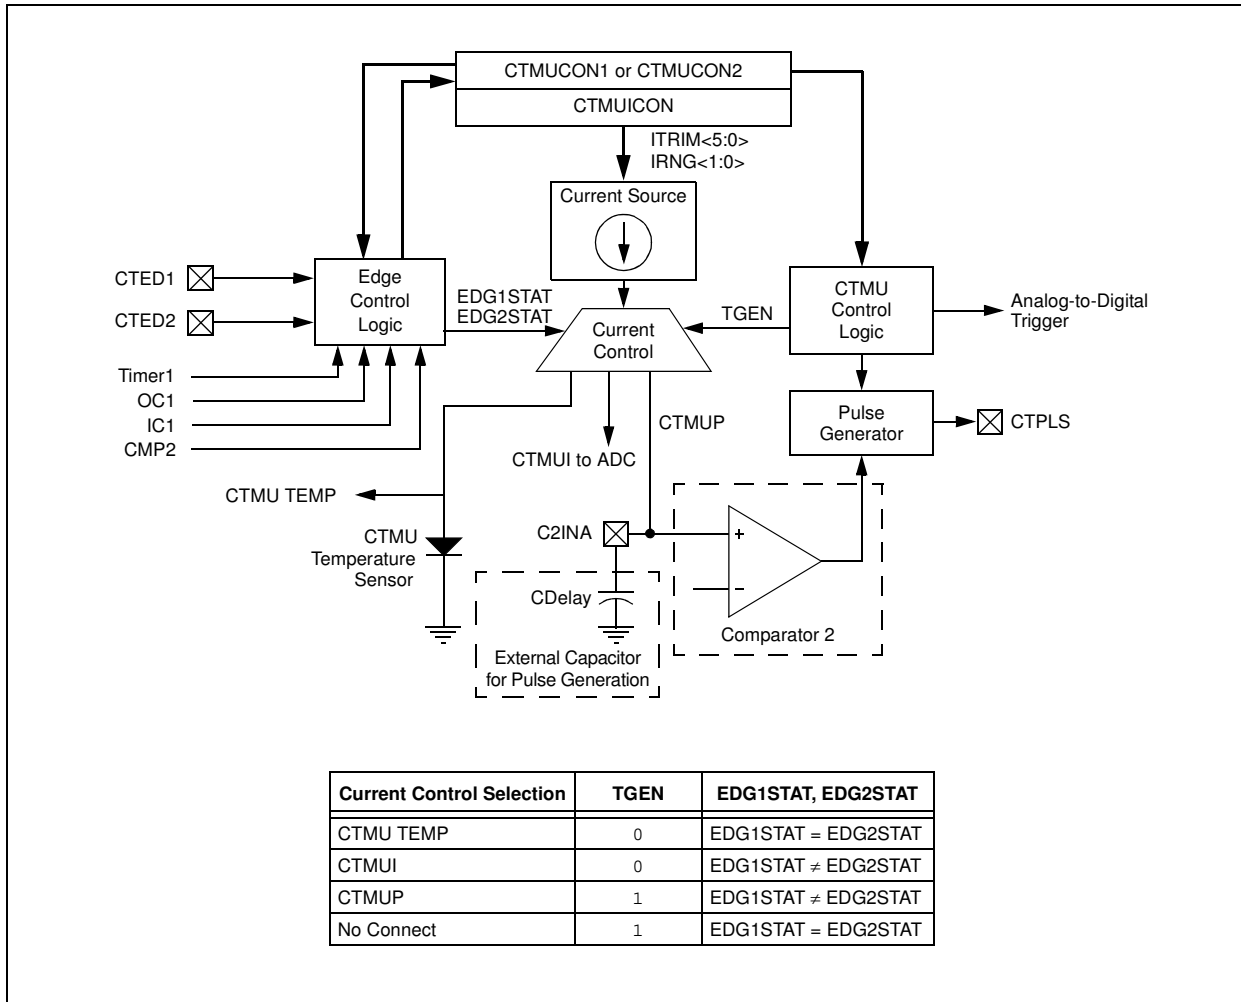 CTMUCON1 or CTMUCON2
CTMUICON
ITRIM<5:0>
IRNG<1:0>
Current Source
CTED1
CTED2
Edge
Control
Logic
EDG1STAT
EDG2STAT
Current
Control
TGEN
CTMU
Control
Logic
Analog-to-Digital
Trigger
Timer1
OC1
IC1
CMP2
Pulse
Generator
CTPLS
CTMUP
CTMUI to ADC
CTMU TEMP
C2INA
CTMU
Temperature
Sensor
+
–
CDelay
Comparator 2
External Capacitor
for Pulse Generation
Current Control Selection TGEN EDG1STAT, EDG2STAT
CTMU TEMP 0 EDG1STAT = EDG2STAT
CTMUI 0 EDG1STAT ≠ EDG2STAT
CTMUP 1 EDG1STAT ≠ EDG2STAT
No Connect 1 EDG1STAT = EDG2STAT